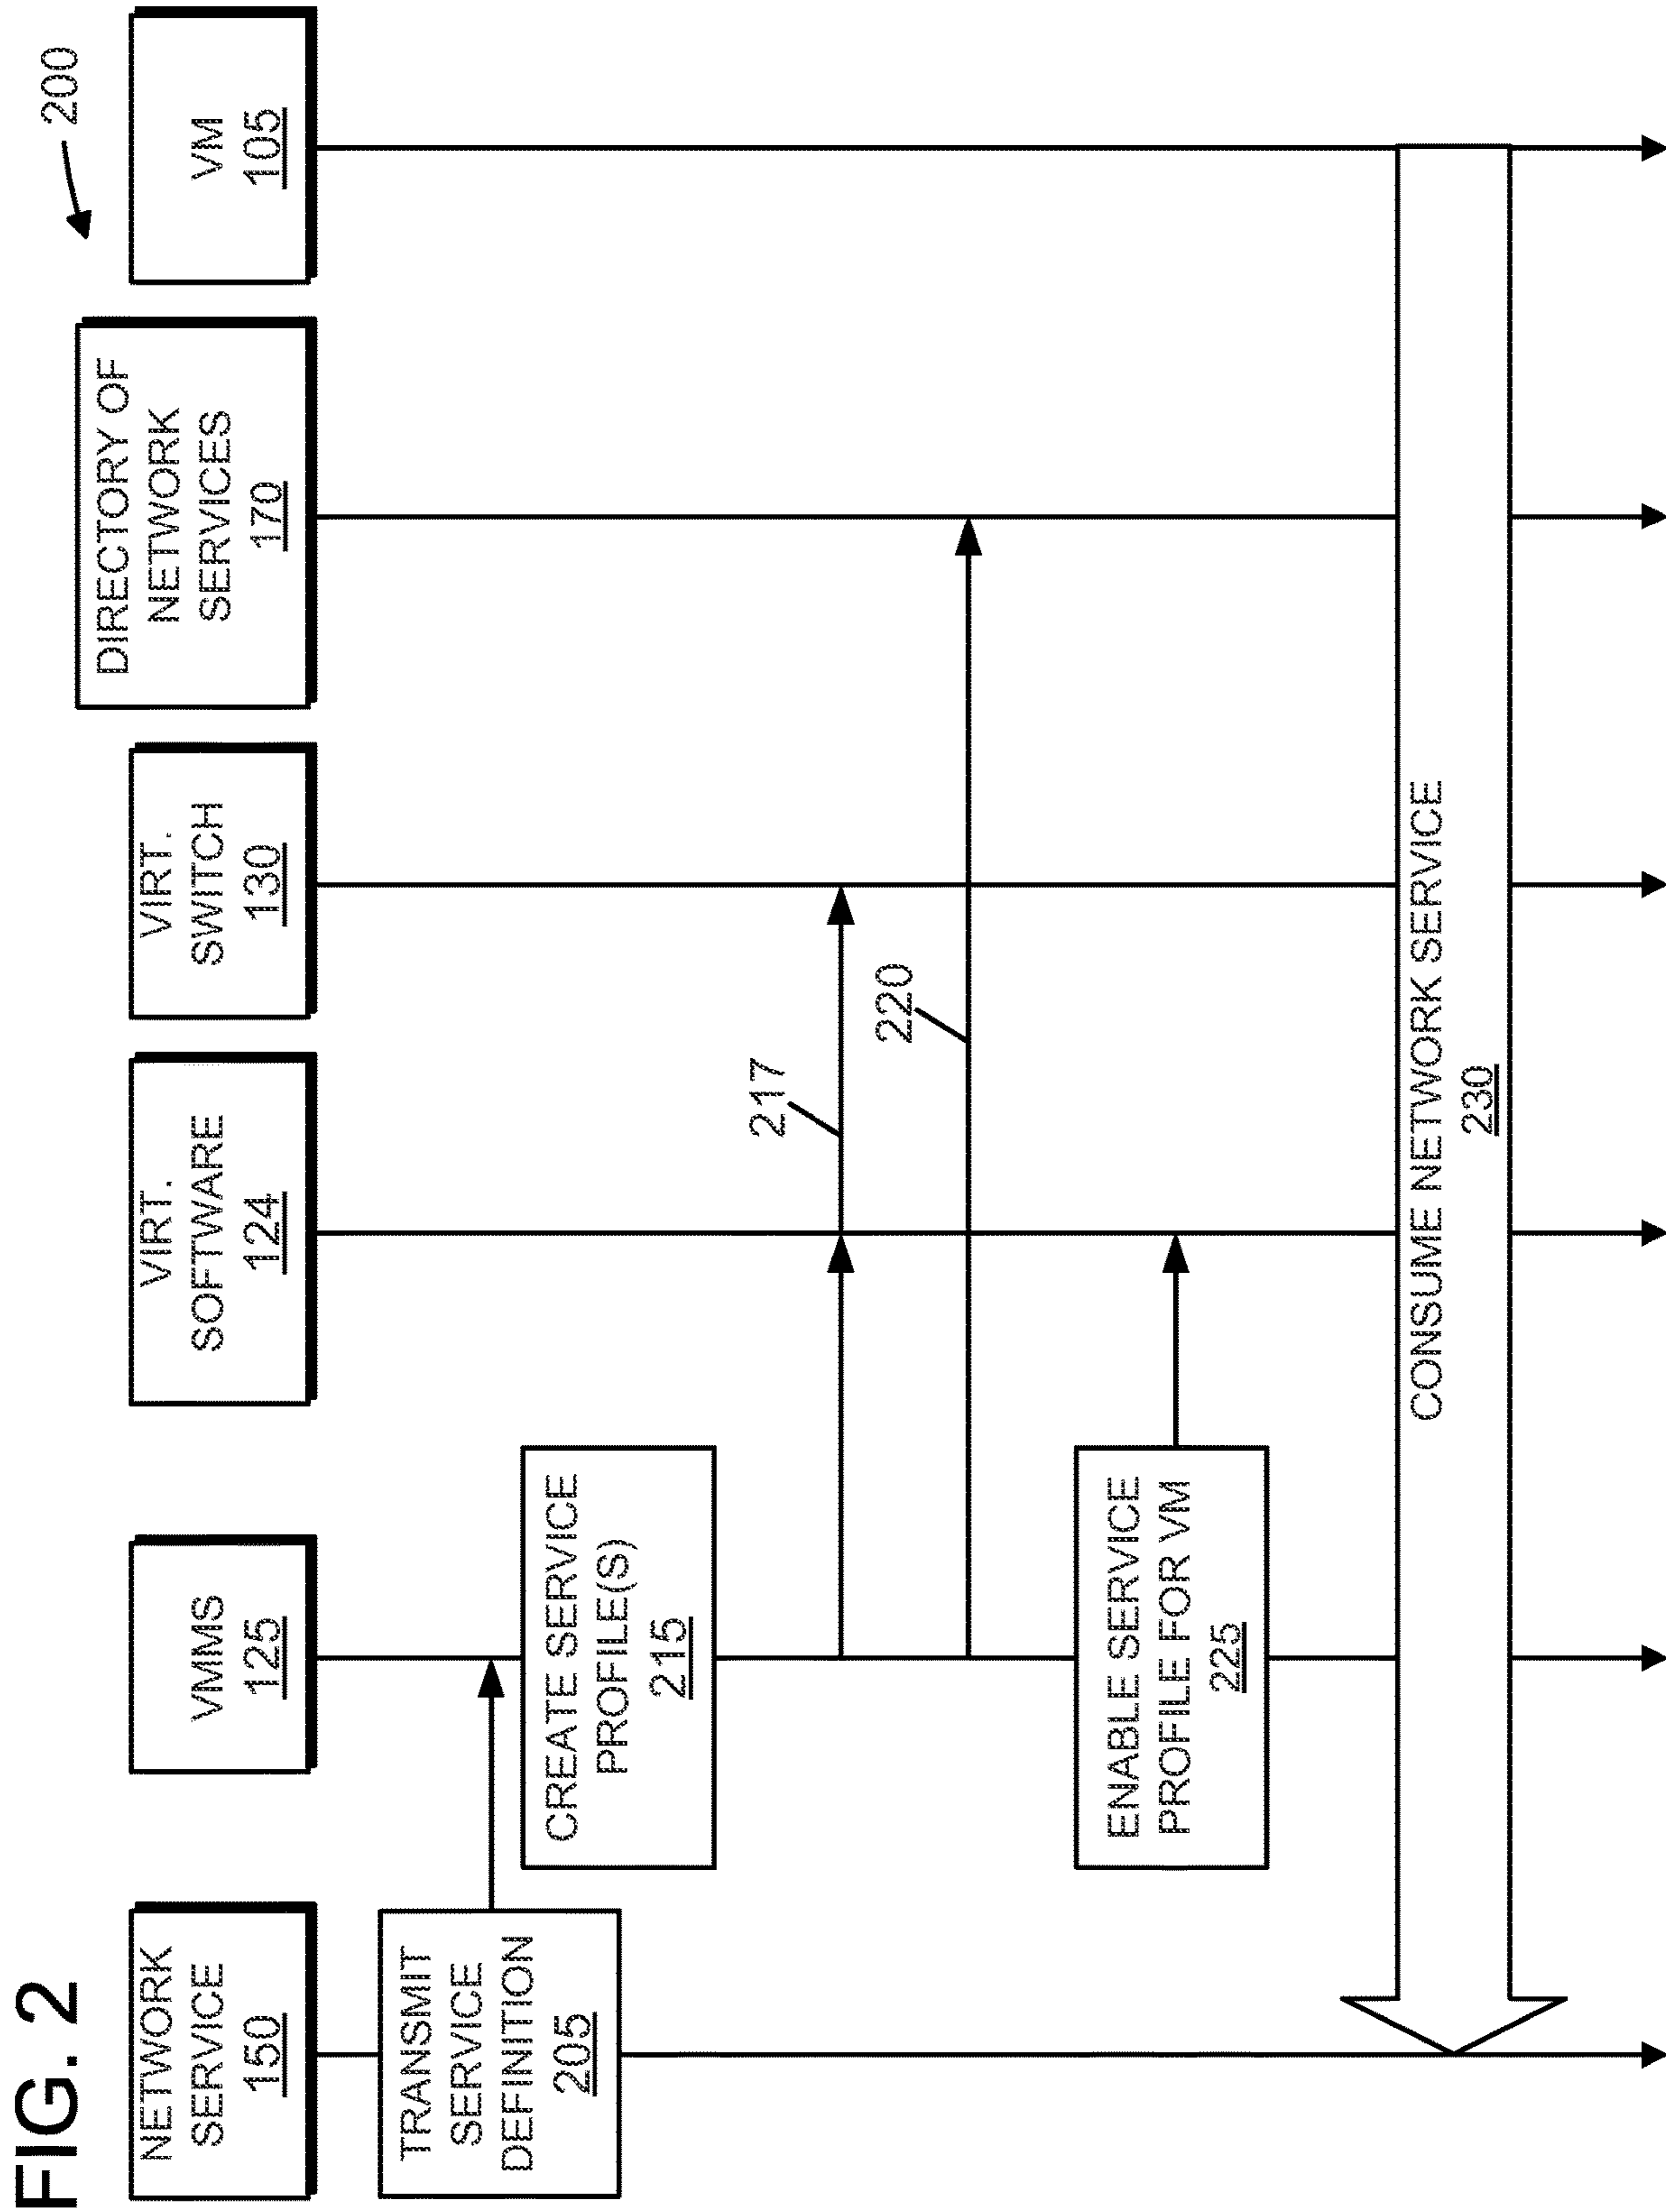 FIG. 2
200
NETWORK
SERVICE
150
VMMS
125
VIRT.
SOFTWARE
124
VIRT.
SWITCH
130
DIRECTORY OF
NETWORK
SERVICES
170
VM
105
TRANSMIT
SERVICE
DEFINITION
205
CREATE SERVICE
PROFILE(S)
215
217
220
ENABLE SERVICE
PROFILE FOR VM
225
CONSUME NETWORK SERVICE
230